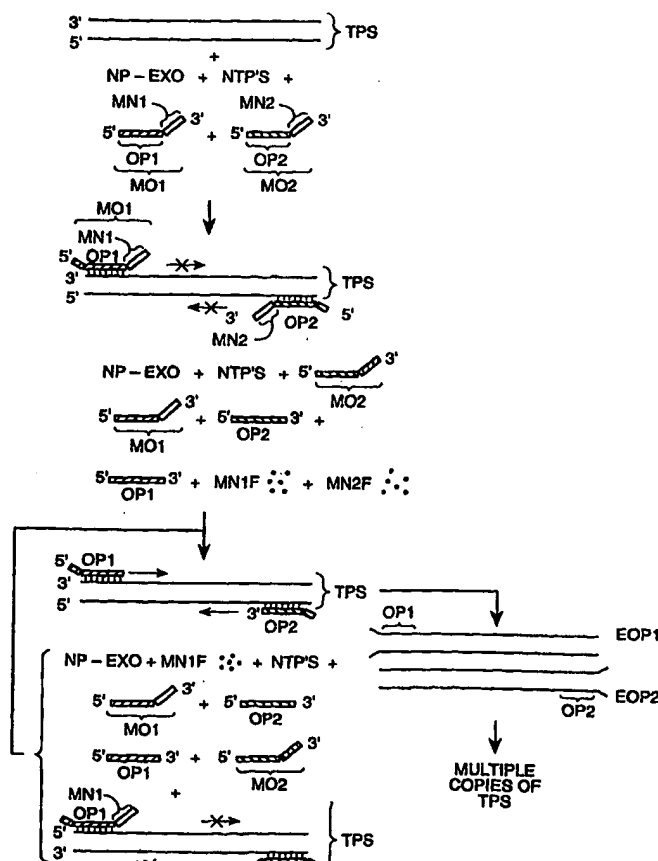 3' TPS
5'
+
NP – EXO + NTP'S +
MN1 MN2
5' 3' + 5' 3'
OP1 OP2
MO1 MO2
MO1
MN1
5' OP1
3' TPS
5'
3' OP2 5'
MN2
NP – EXO + NTP'S + 5' 3'
MO2
5' 3' + 5' 3' +
MO1 OP2
5' 3' + MN1F + MN2F
OP1
5' OP1
3' TPS
5'
3' OP2
OP1 EOP1
EOP2
OP2
MULTIPLE
COPIES OF
TPS
NP – EXO + MN1F + NTP'S +
5' 3' + 5' 3'
MO1 OP2
5' 3' + 5' 3'
OP1 MO2
+
MN1
OP1
5'
3' TPS